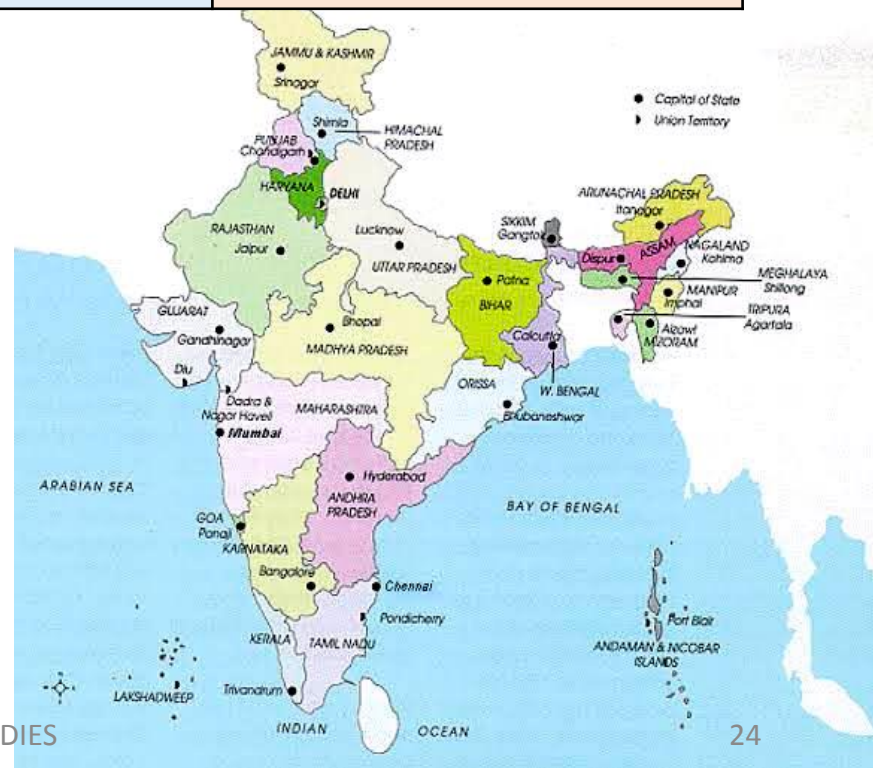 JAMMU & KASHMIR
Srinagar
Capital of State
Union Territory
Shimla
HIMACHAL
PRADESH
PUNJAB
Chandigarh
HARYANA
DELHI
ARUNACHAL PRADESH
Itanagar
SIKKIM
Gangtok
RAJASTHAN
Jaipur
Lucknow
UTTAR PRADESH
Dispur
ASSAM
NAGALAND
Kohima
MEGHALAYA
Shillong
Patna
BIHAR
MANIPUR
Imphal
TRIPURA
Agartala
GUJARAT
Gandhinagar
Bhopal
MADHYA PRADESH
Calcutta
Aizawl
MIZORAM
Diu
ORISSA
W. BENGAL
Dadra &
Nagar Haveli
MAHARASHTRA
Bhubaneshwar
Mumbai
Hyderabad
ANDHRA
PRADESH
ARABIAN SEA
BAY OF BENGAL
GOA
Panaji
KARNATAKA
Bangalore
Chennai
Pondicherry
Port Blair
KERALA
TAMIL NADU
ANDAMAN & NICOBAR
ISLANDS
LAKSHADWEEP
Trivandrum
INDIAN OCEAN
DIES
24